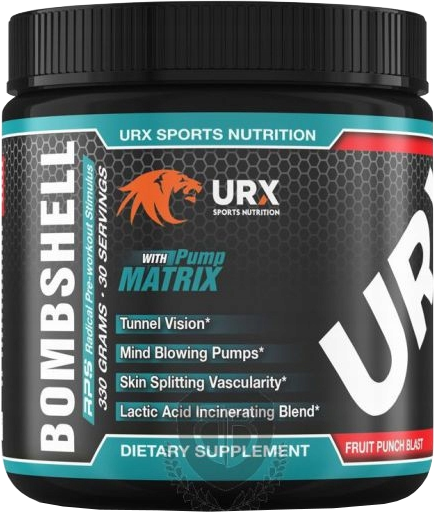 URX SPORTS NUTRITION
BOMBSHELL
RPS Radical Pre-workout Stimulus
330 GRAMS · 30 SERVINGS
URX
SPORTS NUTRITION
WITH Pump
MATRIX
Tunnel Vision*
Mind Blowing Pumps*
Skin Splitting Vascularity*
Lactic Acid Incinerating Blend*
DIETARY SUPPLEMENT
UR
FRUIT PUNCH BLAST